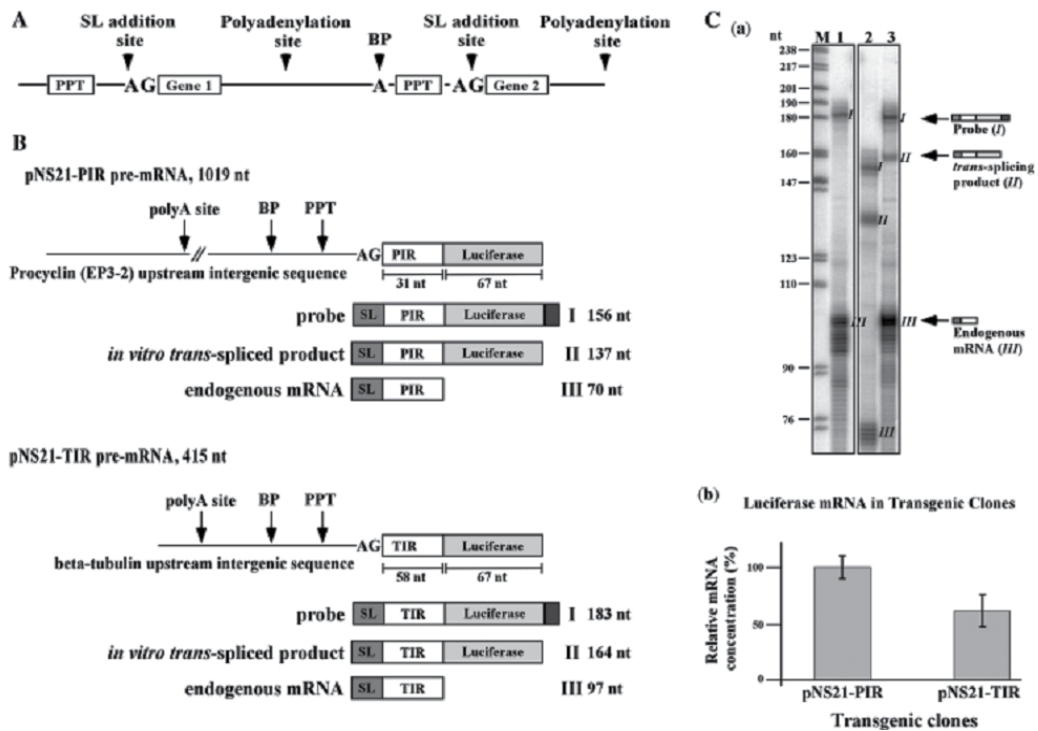 A
SL addition site
Polyadenylation site
BP
SL addition site
Polyadenylation site
PPT
AG
Gene 1
A
PPT
AG
Gene 2
B
pNS21-PIR pre-mRNA, 1019 nt
polyA site
BP
PPT
AG
PIR
Luciferase
Procyclin (EP3-2) upstream intergenic sequence
31 nt
67 nt
probe
SL
PIR
Luciferase
I 156 nt
in vitro trans-spliced product
SL
PIR
Luciferase
II 137 nt
endogenous mRNA
SL
PIR
III 70 nt
pNS21-TIR pre-mRNA, 415 nt
polyA site
BP
PPT
AG
TIR
Luciferase
beta-tubulin upstream intergenic sequence
58 nt
67 nt
probe
SL
TIR
Luciferase
I 183 nt
in vitro trans-spliced product
SL
TIR
Luciferase
II 164 nt
endogenous mRNA
SL
TIR
III 97 nt
C
(a)
nt
M
1
2
3
238
217
201
190
180
160
147
123
110
90
76
I
III
I
II
III
I
II
III
Probe (I)
trans-splicing
product (II)
Endogenous
mRNA (III)
(b)
Luciferase mRNA in Transgenic Clones
Relative mRNA
concentration (%)
100
50
0
pNS21-PIR
pNS21-TIR
Transgenic clones